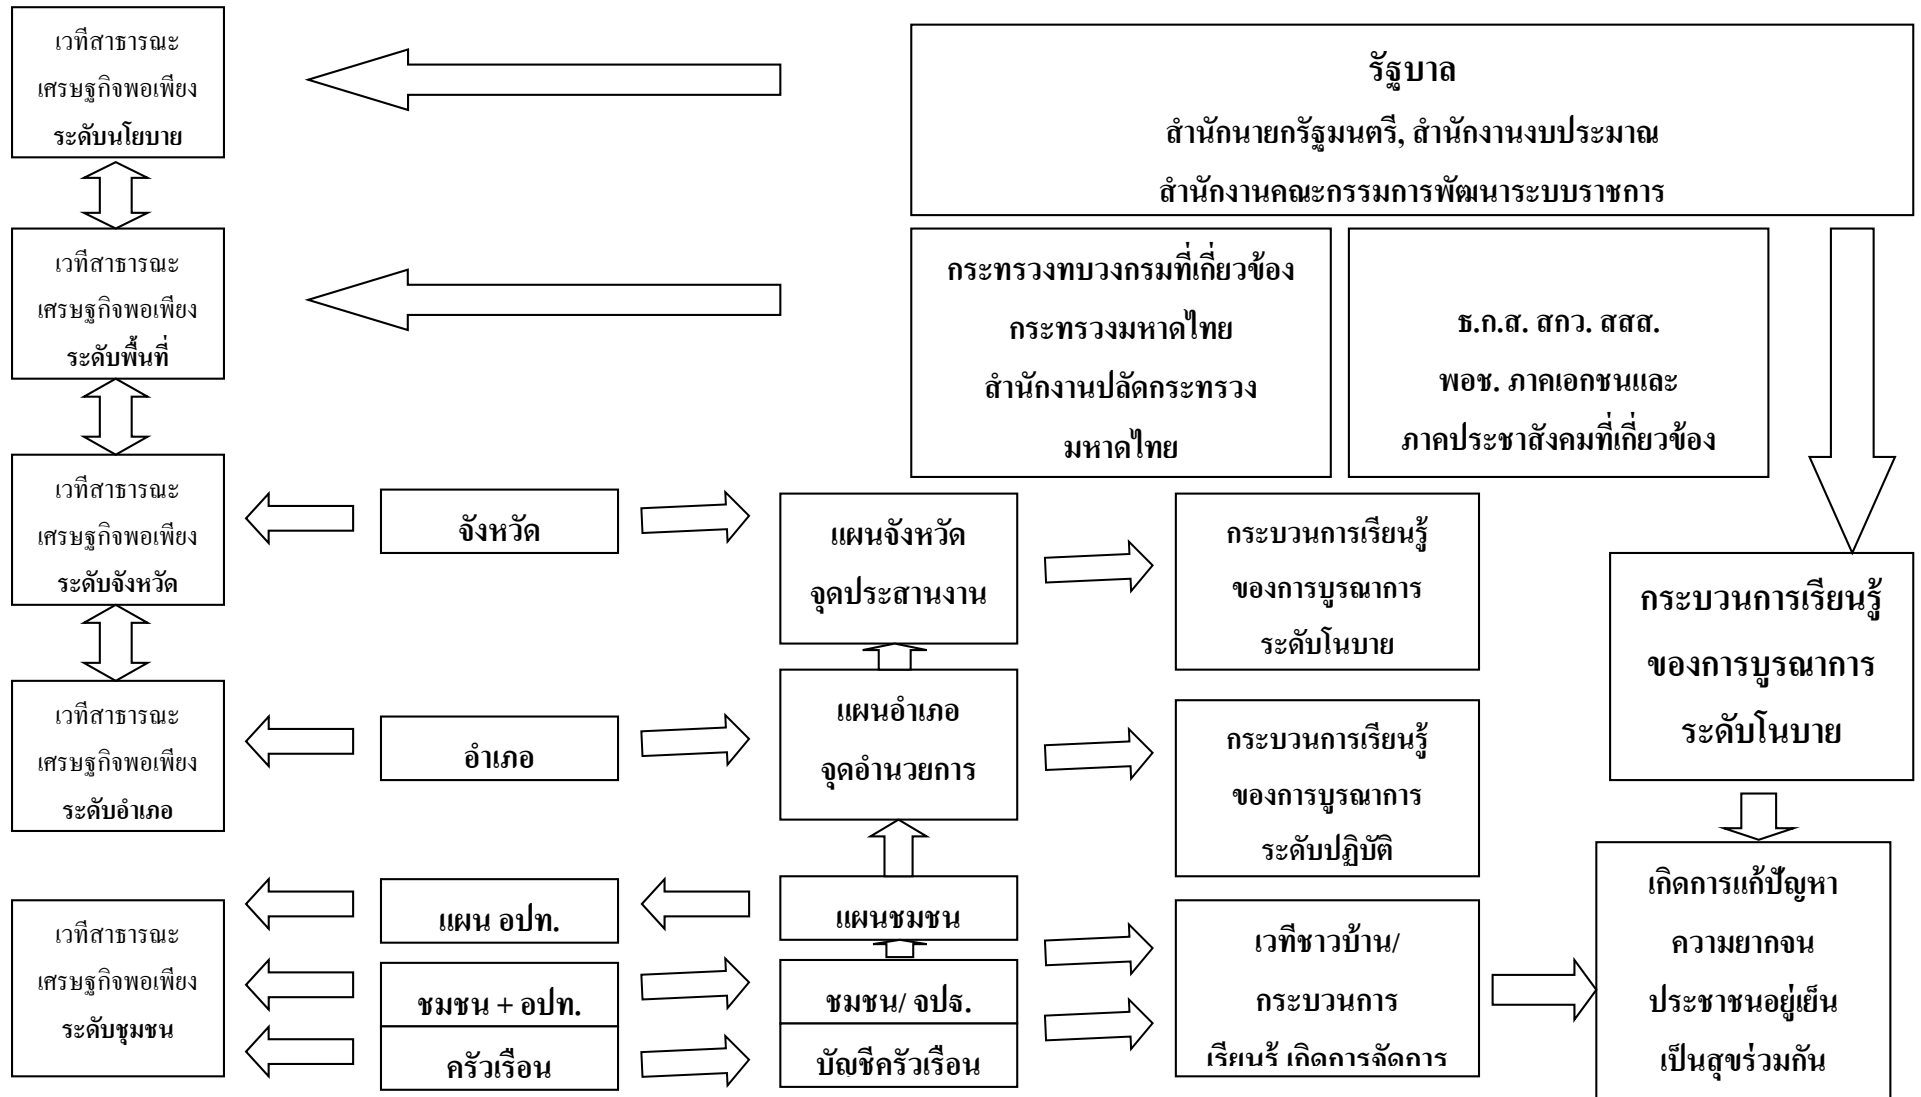 เวทีสาธารณะ
เศรษฐกิจพอเพียง
ระดับนโยบาย
รัฐบาล
สำนักนายกรัฐมนตรี, สำนักงานงบประมาณ
สำนักงานคณะกรรมการพัฒนาระบบราชการ
เวทีสาธารณะ
เศรษฐกิจพอเพียง
ระดับพื้นที่
กระทรวงทบวงกรมที่เกี่ยวข้อง
กระทรวงมหาดไทย
สำนักงานปลัดกระทรวง
มหาดไทย
ธ.ก.ส. สกว. สสส.
พอช. ภาคเอกชนและ
ภาคประชาสังคมที่เกี่ยวข้อง
เวทีสาธารณะ
เศรษฐกิจพอเพียง
ระดับจังหวัด
จังหวัด
แผนจังหวัด
จุดประสานงาน
กระบวนการเรียนรู้
ของการบูรณาการ
ระดับโนบาย
กระบวนการเรียนรู้
ของการบูรณาการ
ระดับโนบาย
เวทีสาธารณะ
เศรษฐกิจพอเพียง
ระดับอำเภอ
อำเภอ
แผนอำเภอ
จุดอำนวยการ
กระบวนการเรียนรู้
ของการบูรณาการ
ระดับปฏิบัติ
เวทีสาธารณะ
เศรษฐกิจพอเพียง
ระดับชุมชน
แผน อปท.
ชุมชน + อปท.
ครัวเรือน
แผนชุมชน
ชุมชน/ จปฐ.
บัญชีครัวเรือน
เวทีชาวบ้าน/
กระบวนการ
เรียนรู้ เกิดการจัดการ
เกิดการแก้ปัญหา
ความยากจน
ประชาชนอยู่เย็น
เป็นสุขร่วมกัน